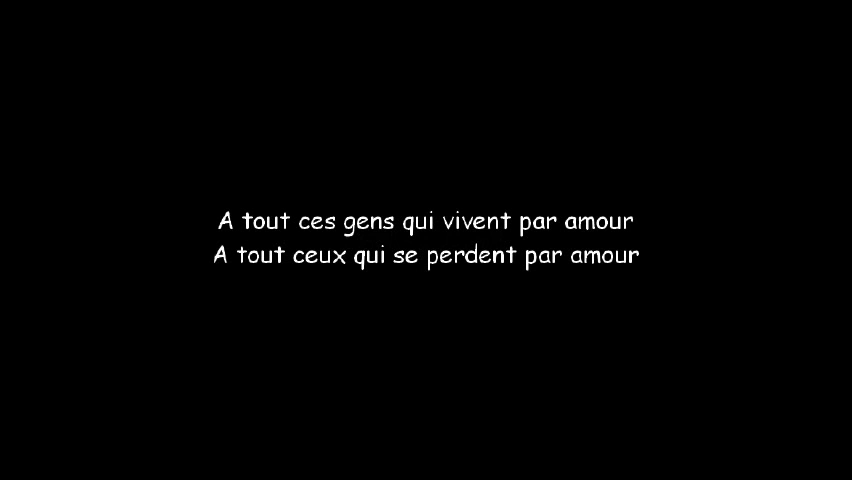 A tout ces gens qui vivent par amour
A tout ceux qui se perdent par amour